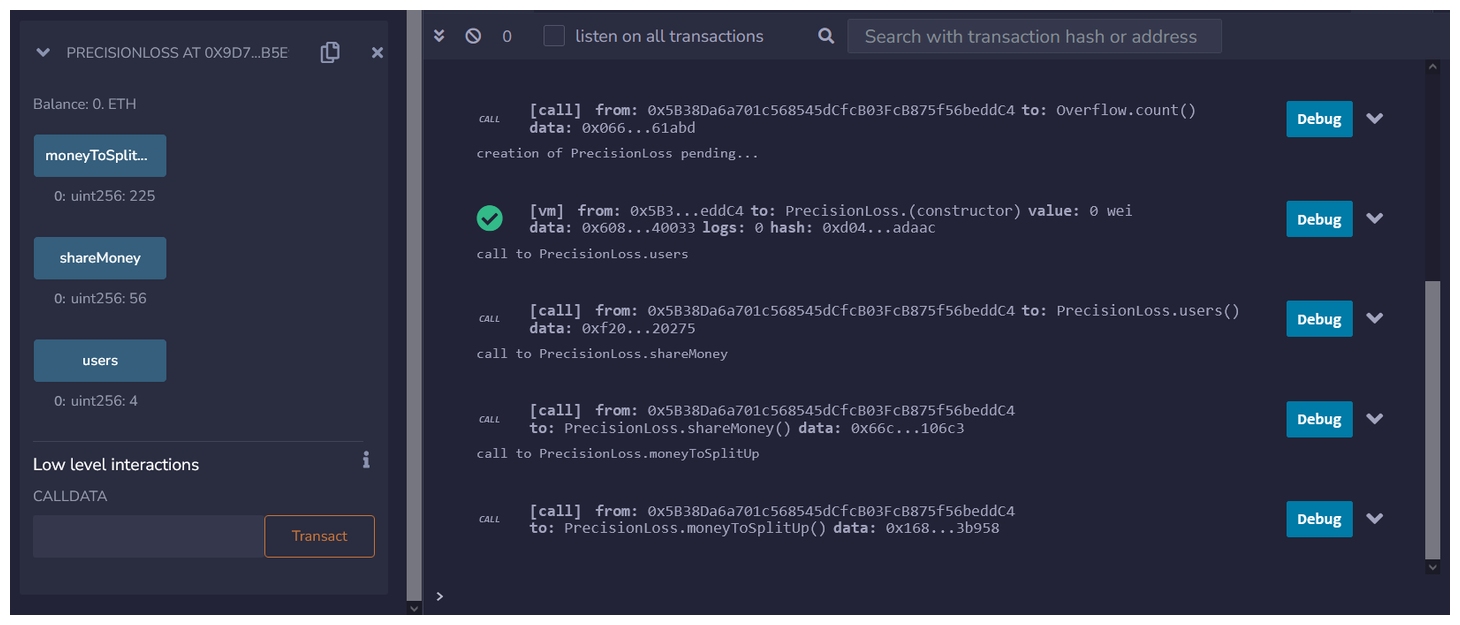 PRECISIONLOSS AT 0X9D7...B5E
Balance: 0. ETH
moneyToSplit...
0: uint256: 225
shareMoney
0: uint256: 56
users
0: uint256: 4
Low level interactions
i
CALLDATA
Transact
0
listen on all transactions
Search with transaction hash or address
CALL
[call] from: 0x5B38Da6a701c568545dCfcB03FcB875f56beddC4 to: Overflow.count()
data: 0x066...61abd
Debug
creation of PrecisionLoss pending...
[vm] from: 0x5B3...eddC4 to: PrecisionLoss.(constructor) value: 0 wei
data: 0x608...40033 logs: 0 hash: 0xd04...adaac
Debug
call to PrecisionLoss.users
CALL
[call] from: 0x5B38Da6a701c568545dCfcB03FcB875f56beddC4 to: PrecisionLoss.users()
data: 0xf20...20275
Debug
call to PrecisionLoss.shareMoney
CALL
[call] from: 0x5B38Da6a701c568545dCfcB03FcB875f56beddC4
to: PrecisionLoss.shareMoney() data: 0x66c...106c3
Debug
call to PrecisionLoss.moneyToSplitUp
CALL
[call] from: 0x5B38Da6a701c568545dCfcB03FcB875f56beddC4
to: PrecisionLoss.moneyToSplitUp() data: 0x168...3b958
Debug
>